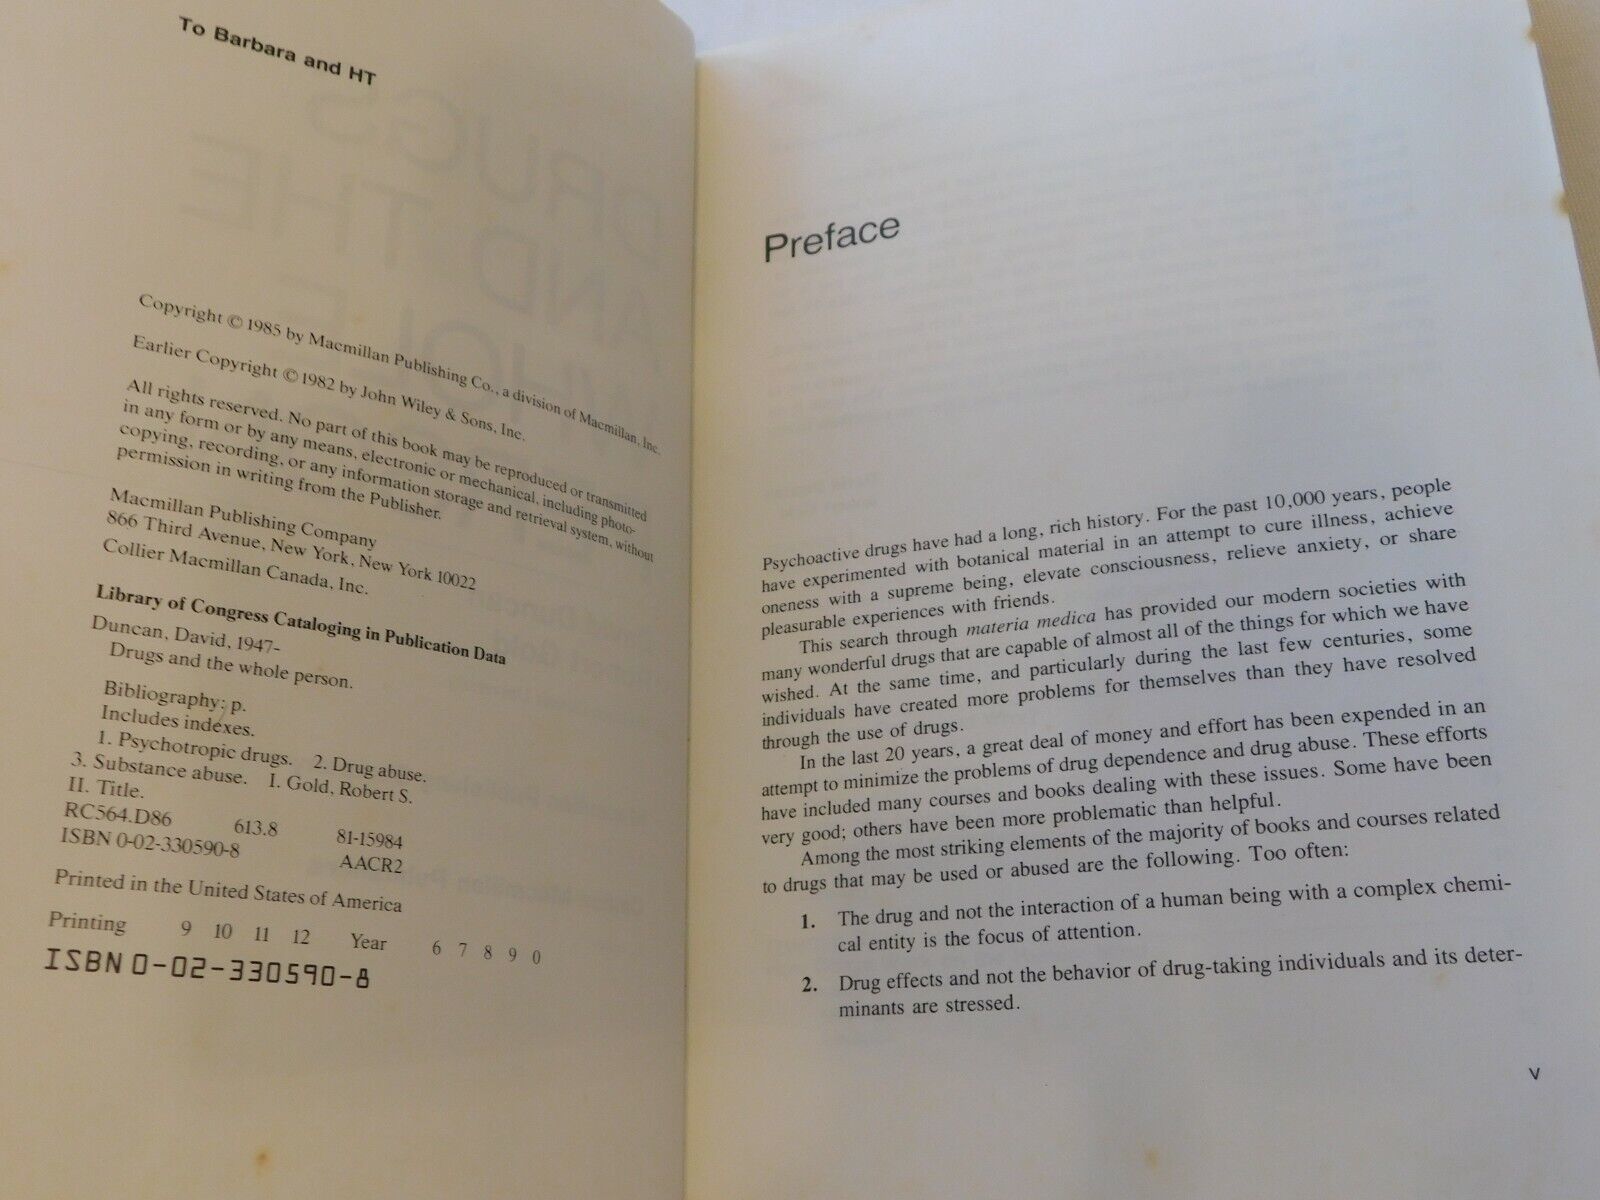 To Barbara and HT
Copyright © 1985 by Macmillan Publishing Co., a division of Macmillan, Inc.
Earlier Copyright © 1982 by John Wiley & Sons, Inc.
All rights reserved. No part of this book may be reproduced or transmitted
in any form or by any means, electronic or mechanical, including photo-
copying, recording, or any information storage and retrieval system, without
permission in writing from the Publisher.
Macmillan Publishing Company
866 Third Avenue, New York, New York 10022
Collier Macmillan Canada, Inc.
Library of Congress Cataloging in Publication Data
Duncan, David, 1947-
Drugs and the whole person.
Bibliography: p.
Includes indexes.
1. Psychotropic drugs. 2. Drug abuse.
3. Substance abuse. I. Gold, Robert S.
II. Title.
RC564.D86 613.8 81-15984
ISBN 0-02-330590-8 AACR2
Printed in the United States of America
Printing 9 10 11 12 Year 6 7 8 9 0
ISBN 0-02-330590-8
Preface
Psychoactive drugs have had a long, rich history. For the past 10,000 years, people
have experimented with botanical material in an attempt to cure illness, achieve
oneness with a supreme being, elevate consciousness, relieve anxiety, or share
pleasurable experiences with friends.
This search through materia medica has provided our modern societies with
many wonderful drugs that are capable of almost all of the things for which we have
wished. At the same time, and particularly during the last few centuries, some
individuals have created more problems for themselves than they have resolved
through the use of drugs.
In the last 20 years, a great deal of money and effort has been expended in an
attempt to minimize the problems of drug dependence and drug abuse. These efforts
have included many courses and books dealing with these issues. Some have been
very good; others have been more problematic than helpful.
Among the most striking elements of the majority of books and courses related
to drugs that may be used or abused are the following. Too often:
1. The drug and not the interaction of a human being with a complex chemi-
cal entity is the focus of attention.
2. Drug effects and not the behavior of drug-taking individuals and its deter-
minants are stressed.
v